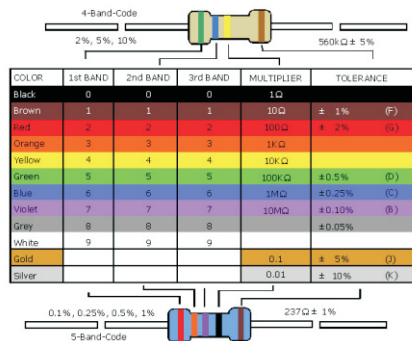 4-Band-Code
2%, 5%, 10%
560kΩ ± 5%
COLOR 1st BAND 2nd BAND 3rd BAND MULTIPLIER TOLERANCE
Black 0 0 0 1Ω
Brown 1 1 1 10Ω ± 1% (F)
Red 2 2 2 100Ω ± 2% (G)
Orange 3 3 3 1KΩ
Yellow 4 4 4 10KΩ
Green 5 5 5 100KΩ ±0.5% (D)
Blue 6 6 6 1MΩ ±0.25% (C)
Violet 7 7 7 10MΩ ±0.10% (B)
Grey 8 8 8 ±0.05%
White 9 9 9
Gold 0.1 ± 5% (J)
Silver 0.01 ± 10% (K)
0.1%, 0.25%, 0.5%, 1%
237Ω ± 1%
5-Band-Code